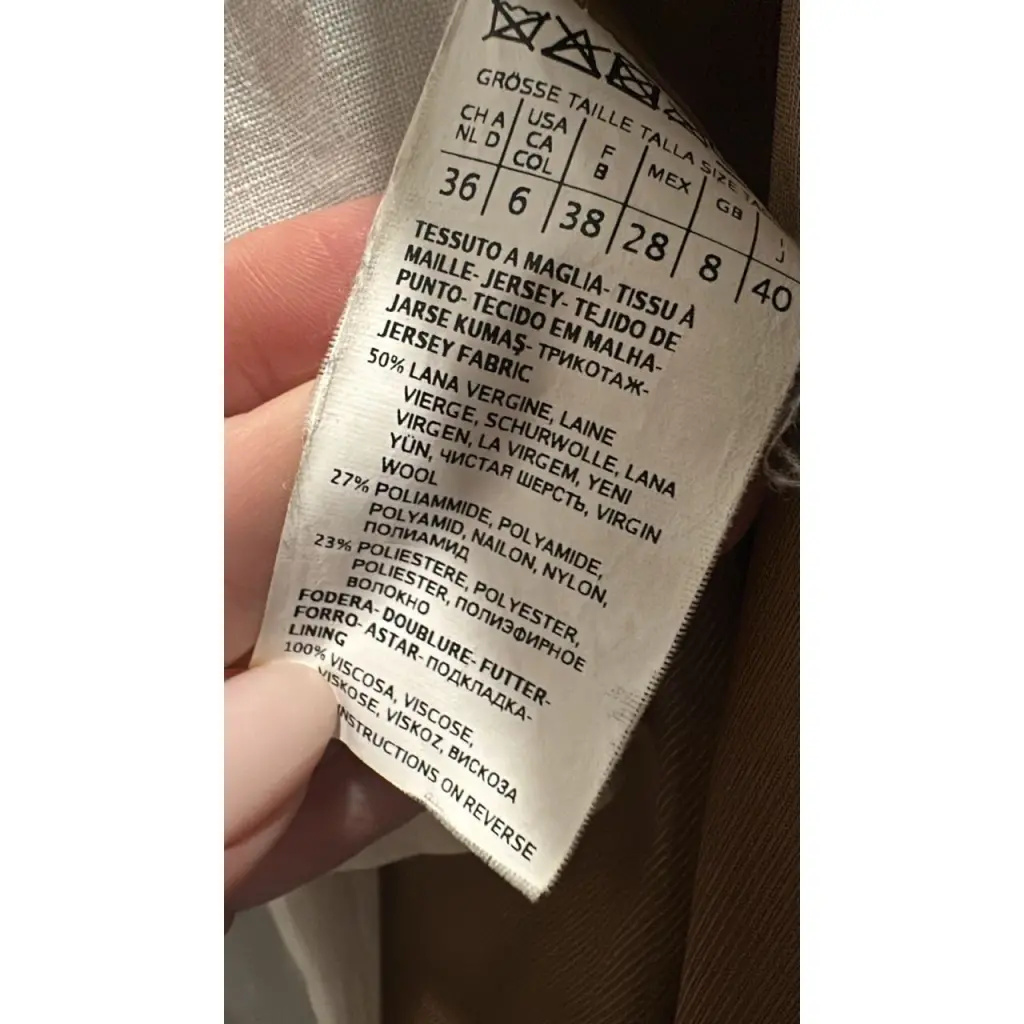 GRÖSSE TAILLE TALLA SIZE
CH A USA F MEX GB I
NL D CA B J
COL
36 6 38 28 8 40
TESSUTO A MAGLIA- TISSU À
MAILLE- JERSEY- TEJIDO DE
PUNTO- TECIDO EM MALHA-
JARSE KUMAŞ- ТРИКОТАЖ-
JERSEY FABRIC
50% LANA VERGINE, LAINE
VIERGE, SCHURWOLLE, LANA
VIRGEN, LA VIRGEM, YENI
YÜN, ЧИСТАЯ ШЕРСТЬ, VIRGIN
WOOL
27% POLIAMMIDE, POLYAMIDE,
POLYAMID, NAILON, NYLON,
ПОЛИАМИД
23% POLIESTERE, POLYESTER,
POLIESTER, ПОЛИЭФИРНОЕ
ВОЛОКНО
FODERA- DOUBLURE- FUTTER-
FORRO- ASTAR- ПОДКЛАДКА-
LINING
100% VISCOSA, VISCOSE,
VISKOSE, VİSKOZ, ВИСКОЗА
INSTRUCTIONS ON REVERSE